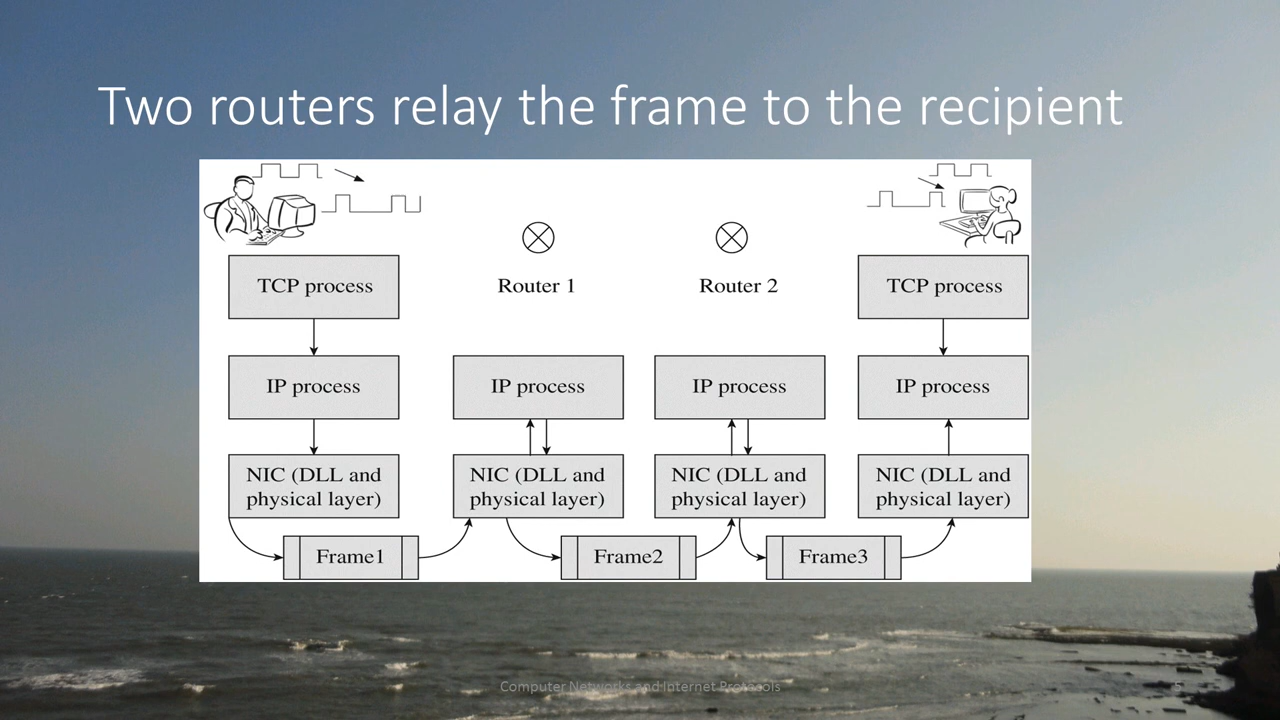 Two routers relay the frame to the recipient
Router 1
Router 2
TCP process
TCP process
IP process
IP process
IP process
IP process
NIC (DLL and
physical layer)
NIC (DLL and
physical layer)
NIC (DLL and
physical layer)
NIC (DLL and
physical layer)
Frame1
Frame2
Frame3
Computer Networks and Internet Protocols
5